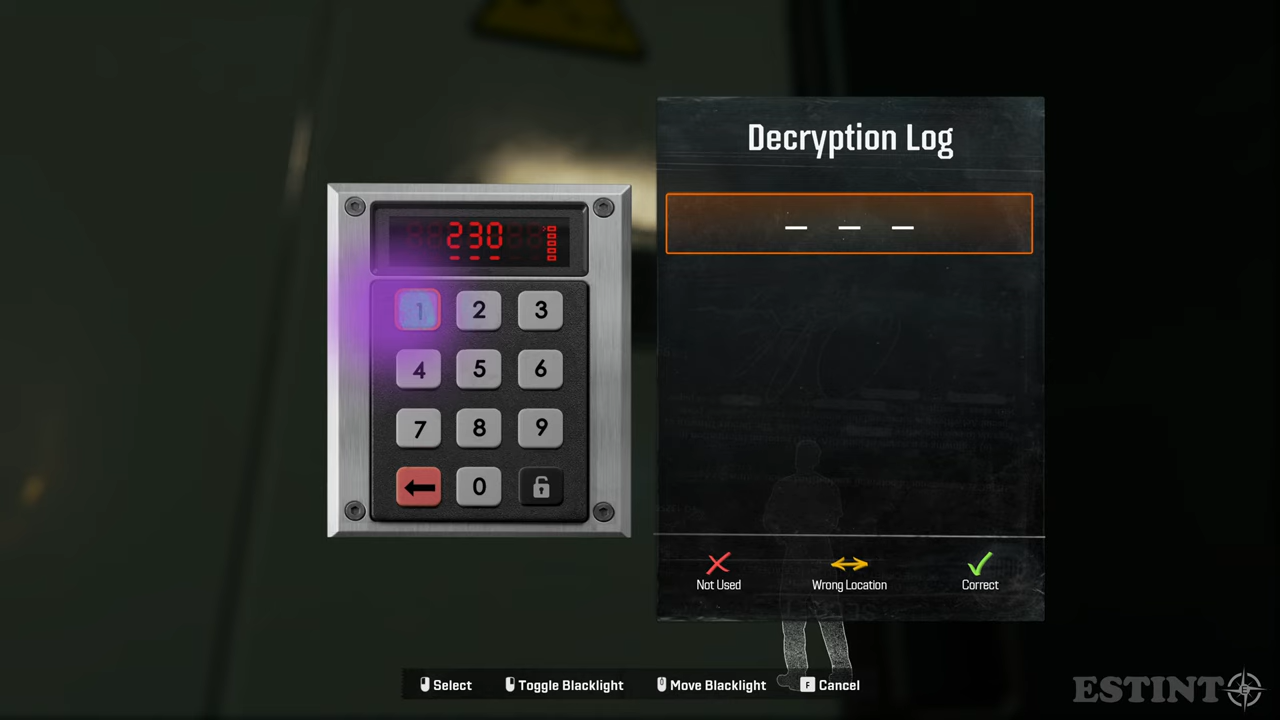 Decryption Log
230
1 2 3
4 5 6
7 8 9
0
Not Used
Wrong Location
Correct
Select
Toggle Blacklight
Move Blacklight
F Cancel
ESTINT